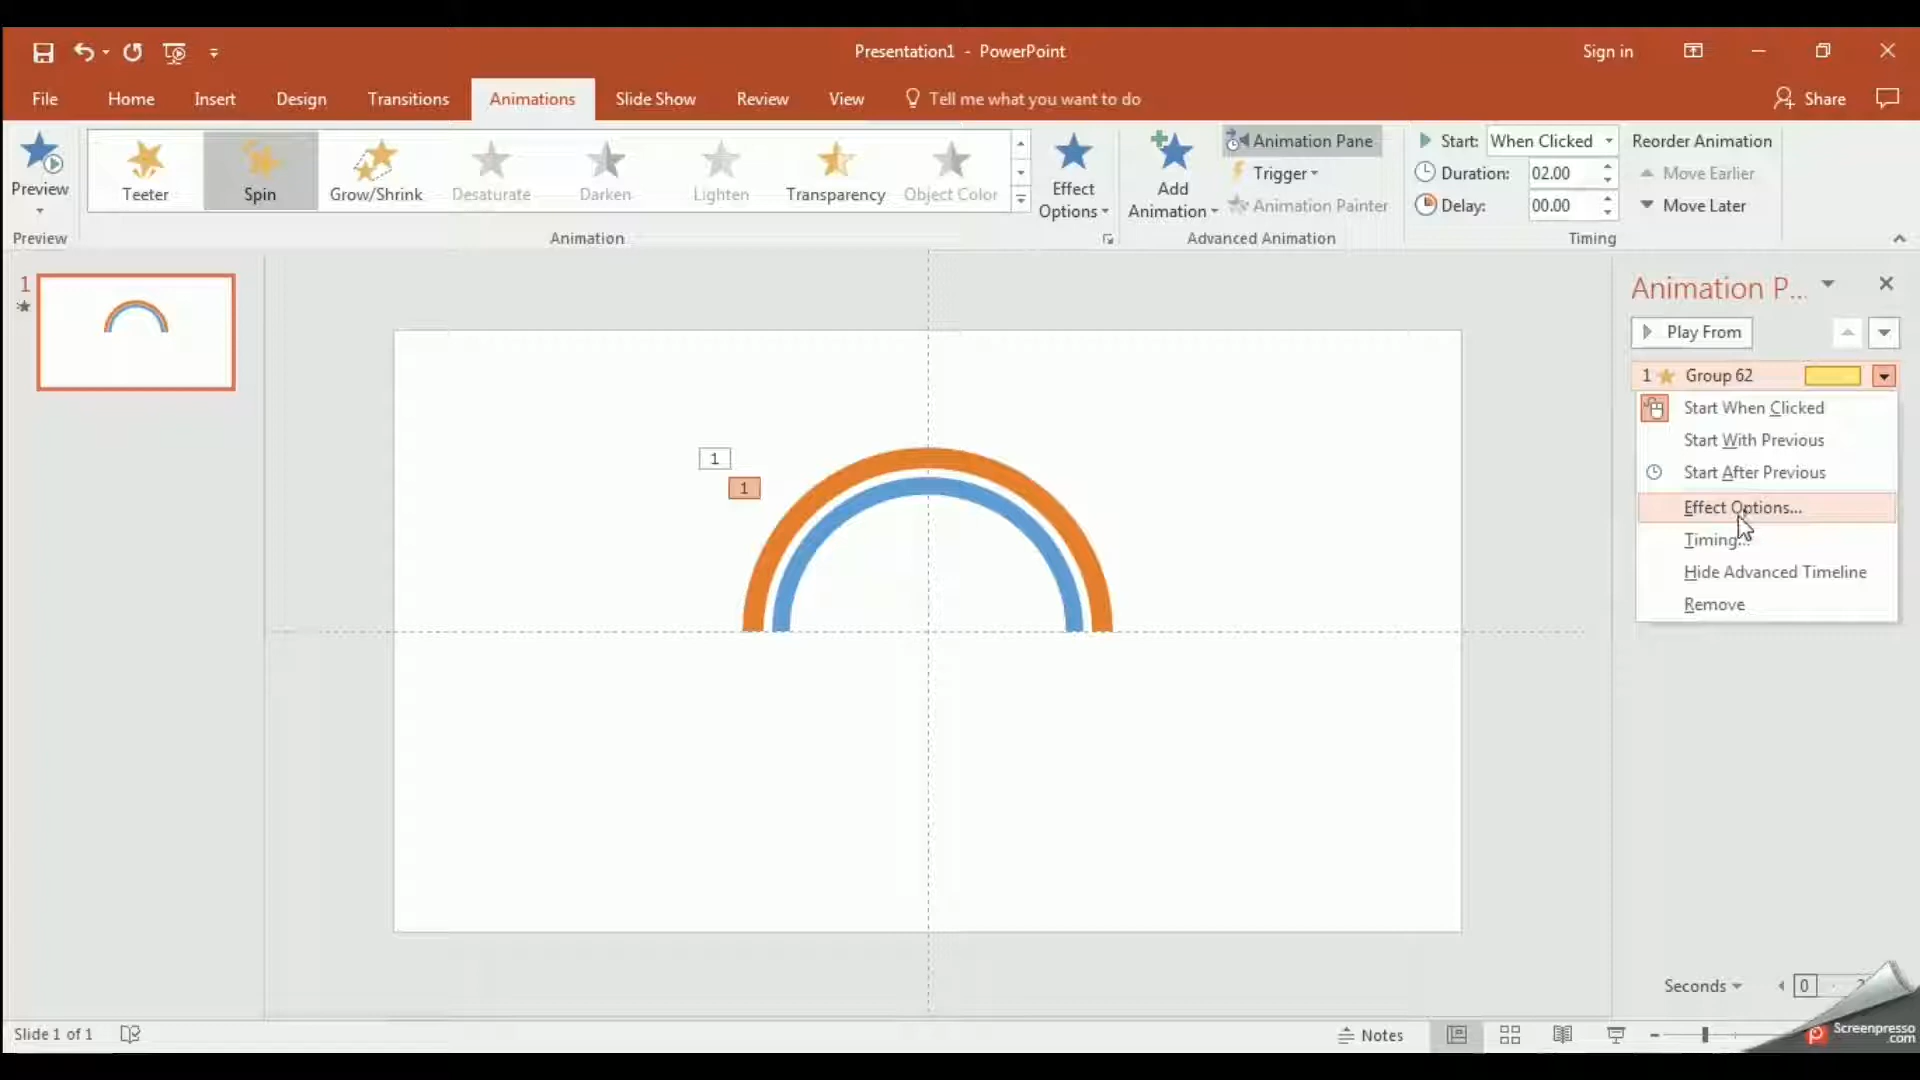 Presentation1 - PowerPoint
Sign in
File Home Insert Design Transitions Animations Slide Show Review View Tell me what you want to do
Share
Preview
Teeter Spin Grow/Shrink Desaturate Darken Lighten Transparency Object Color
Effect
Options
Add
Animation
Animation Pane
Trigger
Animation Painter
Start: When Clicked
Duration: 02.00
Delay: 00.00
Reorder Animation
Move Earlier
Move Later
Preview
Animation
Advanced Animation
Timing
1
1
1
Animation P...
Play From
1 Group 62
Start When Clicked
Start With Previous
Start After Previous
Effect Options...
Timing...
Hide Advanced Timeline
Remove
Seconds
0
2
Slide 1 of 1
Notes
Screenpresso
.com